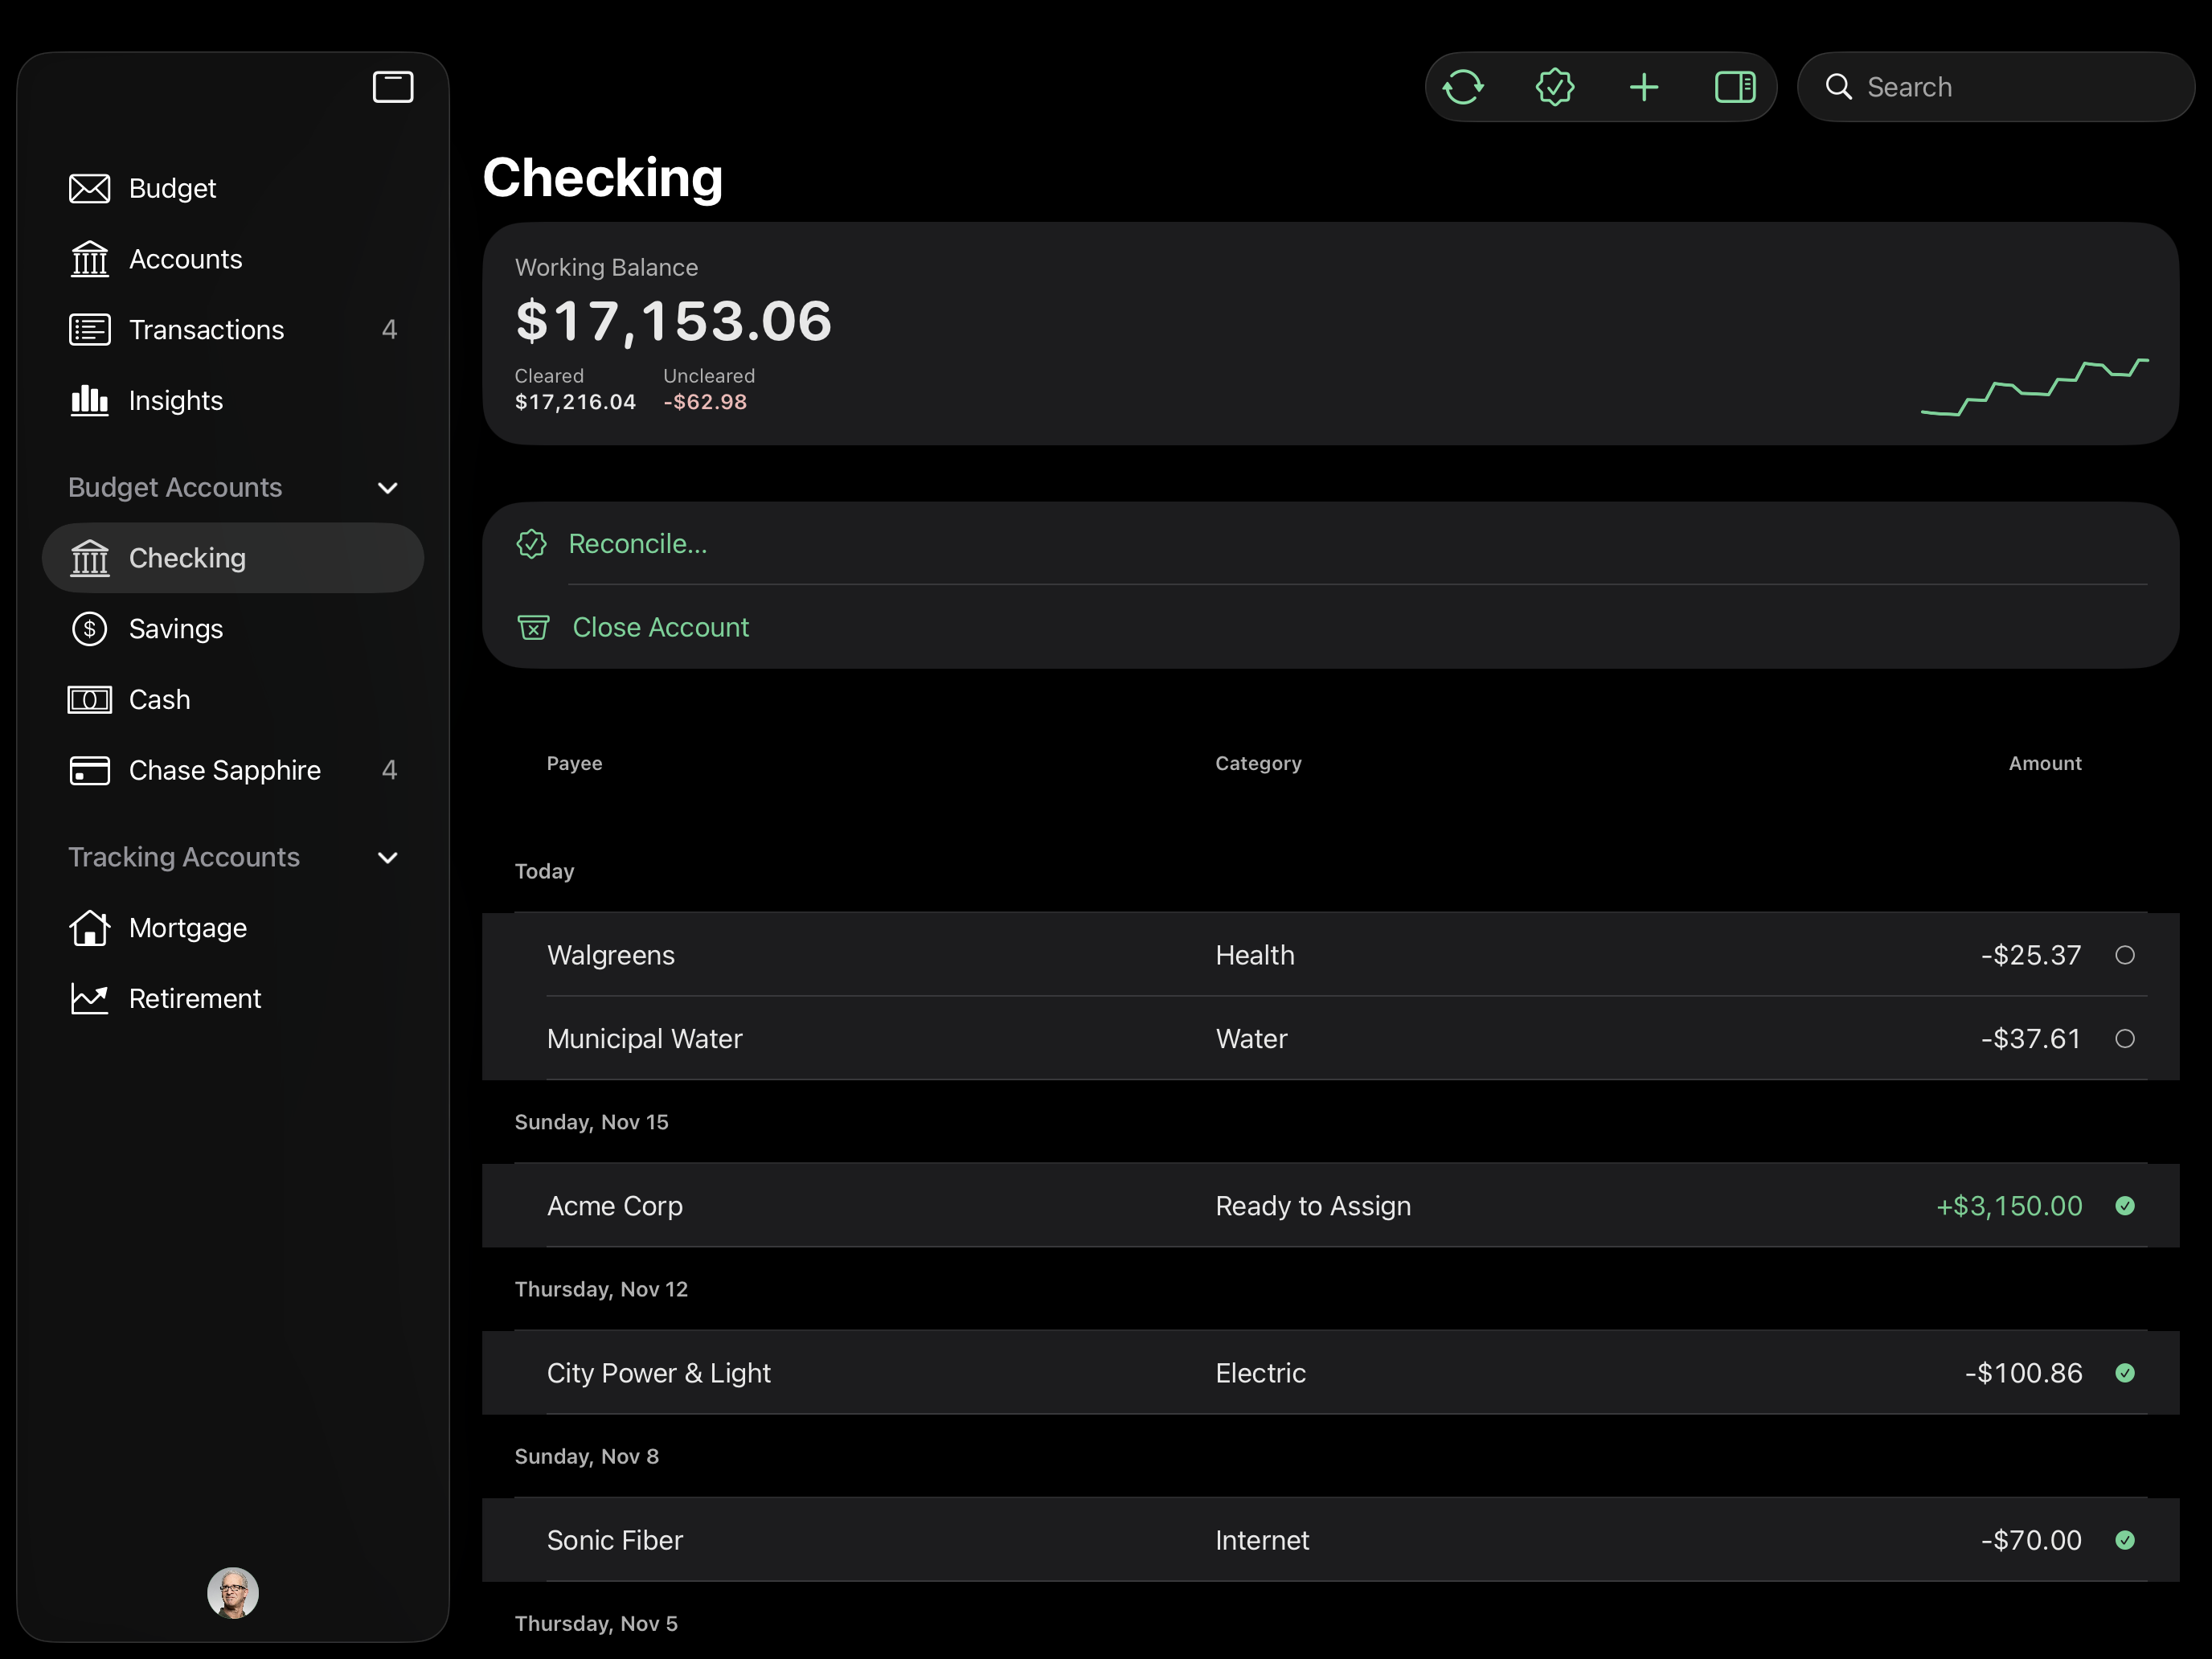 Search
Budget
Accounts
Transactions 4
Insights
Budget Accounts
Checking
Savings
Cash
Chase Sapphire 4
Tracking Accounts
Mortgage
Retirement
Checking
Working Balance
$17,153.06
Cleared Uncleared
$17,216.04 -$62.98
Reconcile...
Close Account
Payee Category Amount
Today
Walgreens Health -$25.37
Municipal Water Water -$37.61
Sunday, Nov 15
Acme Corp Ready to Assign +$3,150.00
Thursday, Nov 12
City Power & Light Electric -$100.86
Sunday, Nov 8
Sonic Fiber Internet -$70.00
Thursday, Nov 5